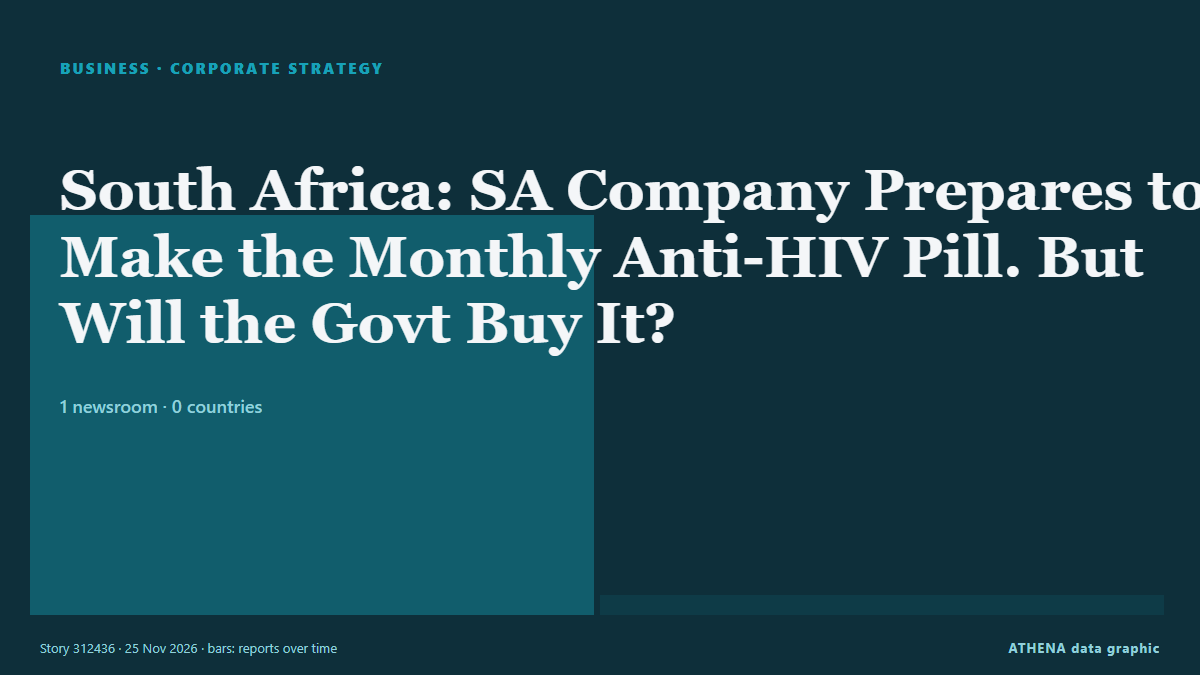 BUSINESS · CORPORATE STRATEGY
South Africa: SA Company Prepares to
Make the Monthly Anti-HIV Pill. But
Will the Govt Buy It?
1 newsroom · 0 countries
Story 312436 · 25 Nov 2026 · bars: reports over time
ATHENA data graphic